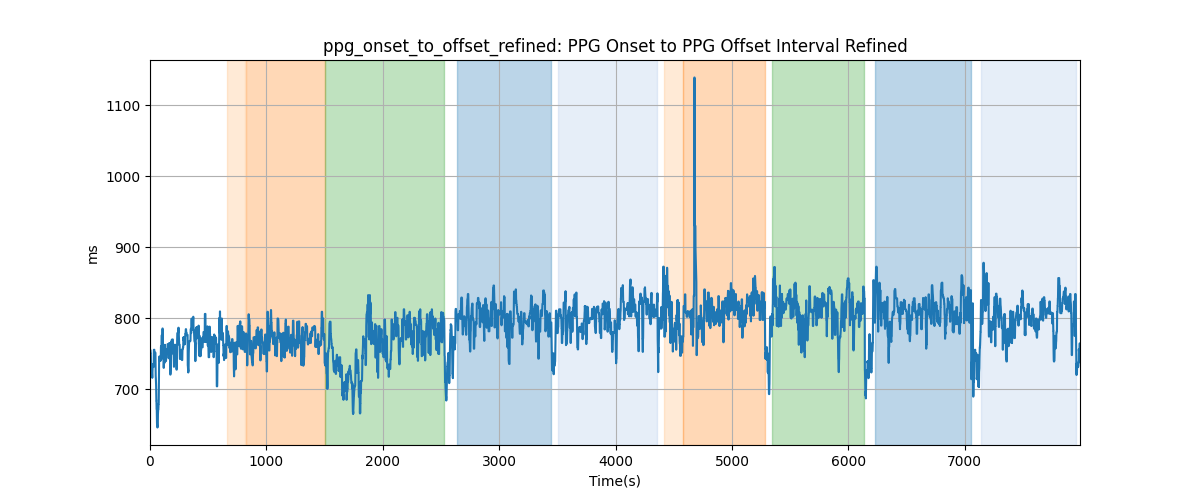 ppg_onset_to_offset_refined: PPG Onset to PPG Offset Interval Refined
1100
1000
900
800
700
ms
0 1000 2000 3000 4000 5000 6000 7000
Time(s)